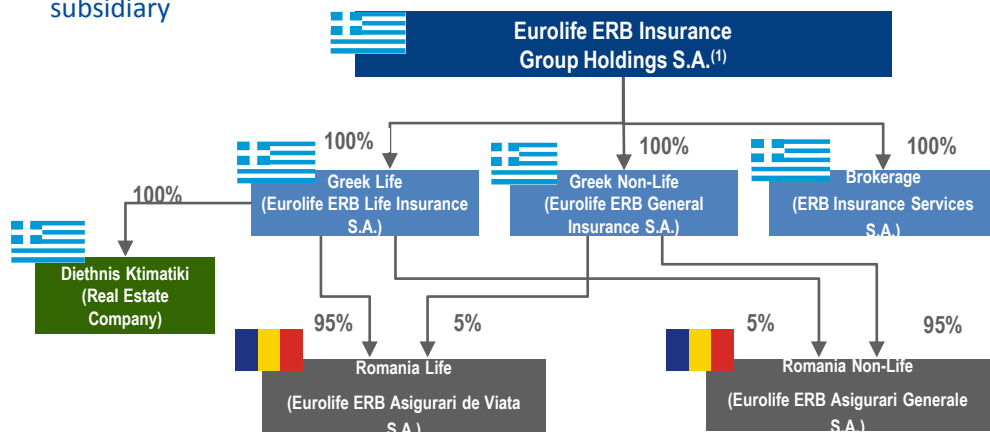 subsidiary
Eurolife ERB Insurance
Group Holdings S.A.(1)
100%
100%
100%
Greek Life
(Eurolife ERB Life Insurance
S.A.)
Greek Non-Life
(Eurolife ERB General
Insurance S.A.)
Brokerage
(ERB Insurance Services
S.A.)
100%
Diethnis Ktimatiki
(Real Estate
Company)
95%
5%
5%
95%
Romania Life
(Eurolife ERB Asigurari de Viata
S.A.)
Romania Non-Life
(Eurolife ERB Asigurari Generale
S.A.)